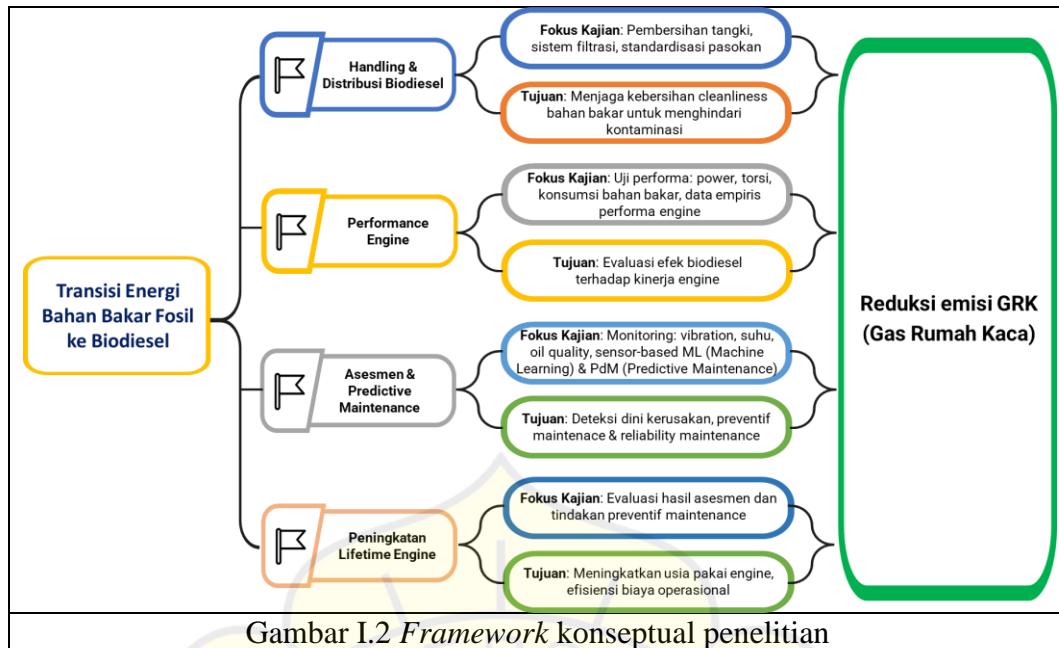 Transisi Energi
Bahan Bakar Fosil
ke Biodiesel
Handling &
Distribusi Biodiesel
Fokus Kajian: Pembersihan tangki,
sistem filtrasi, standardisasi pasokan
Tujuan: Menjaga kebersihan cleanliness
bahan bakar untuk menghindari
kontaminasi
Performance
Engine
Fokus Kajian: Uji performa: power, torsi,
konsumsi bahan bakar, data empiris
performa engine
Tujuan: Evaluasi efek biodiesel
terhadap kinerja engine
Asesmen &
Predictive
Maintenance
Fokus Kajian: Monitoring: vibration, suhu,
oil quality, sensor-based ML (Machine
Learning) & PdM (Predictive Maintenance)
Tujuan: Deteksi dini kerusakan, preventif
maintenace & reliability maintenance
Peningkatan
Lifetime Engine
Fokus Kajian: Evaluasi hasil asesmen dan
tindakan preventif maintenance
Tujuan: Meningkatkan usia pakai engine,
efisiensi biaya operasional
Reduksi emisi GRK
(Gas Rumah Kaca)
Gambar I.2 Framework konseptual penelitian